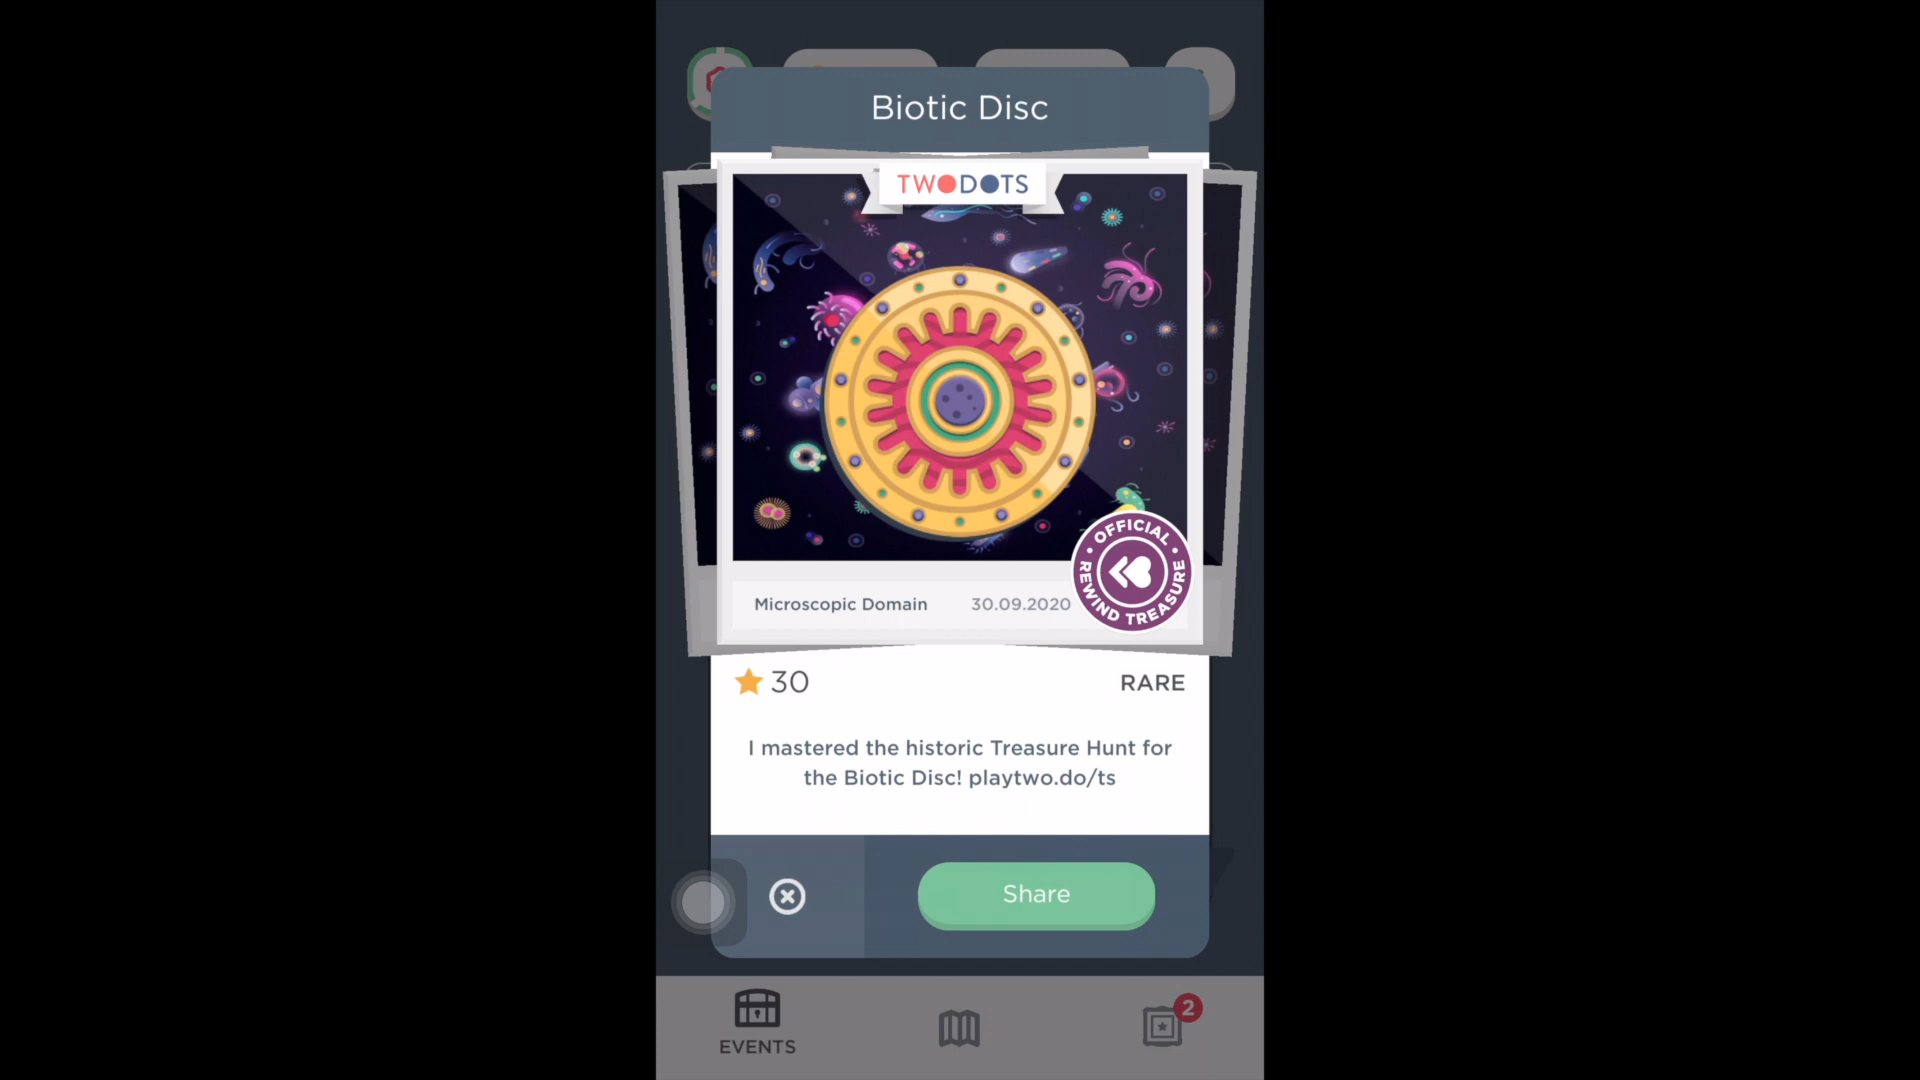 Biotic Disc
TWODOTS
Microscopic Domain 30.09.2020
OFFICIAL
REWIND TREASURE
30 RARE
I mastered the historic Treasure Hunt for
the Biotic Disc! playtwo.do/ts
Share
2
EVENTS